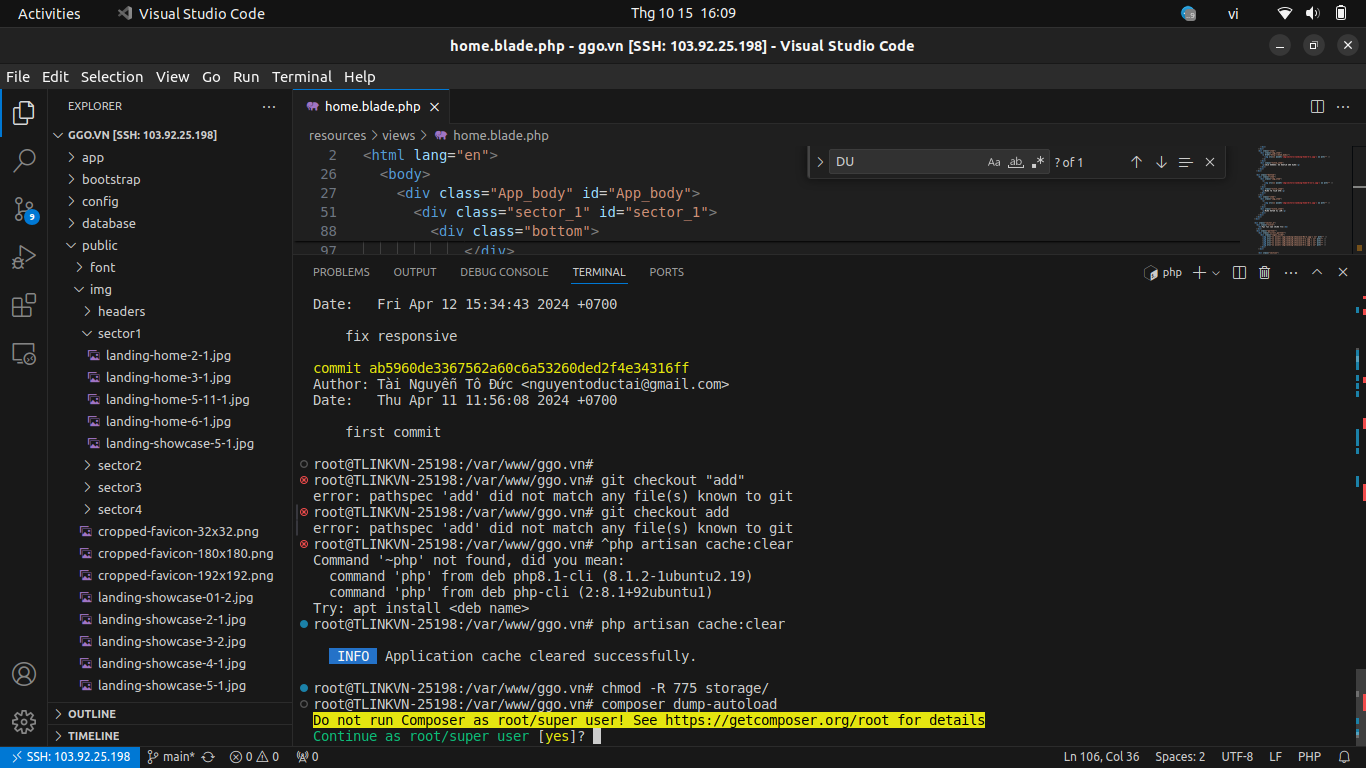 Activities
Visual Studio Code
Thg 10 15 16:09
vi
home.blade.php - ggo.vn [SSH: 103.92.25.198] - Visual Studio Code
File Edit Selection View Go Run Terminal Help
EXPLORER
GGO.VN [SSH: 103.92.25.198]
app
bootstrap
config
database
public
font
img
headers
sector1
landing-home-2-1.jpg
landing-home-3-1.jpg
landing-home-5-11-1.jpg
landing-home-6-1.jpg
landing-showcase-5-1.jpg
sector2
sector3
sector4
cropped-favicon-32x32.png
cropped-favicon-180x180.png
cropped-favicon-192x192.png
landing-showcase-01-2.jpg
landing-showcase-2-1.jpg
landing-showcase-3-2.jpg
landing-showcase-4-1.jpg
landing-showcase-5-1.jpg
OUTLINE
TIMELINE
9
home.blade.php
resources > views > home.blade.php
2 <html lang="en">
26 <body>
27 <div class="App_body" id="App_body">
51 <div class="sector_1" id="sector_1">
88 <div class="bottom">
97 </div>
DU
Aa ab
? of 1
PROBLEMS OUTPUT DEBUG CONSOLE TERMINAL PORTS
php
Date:   Fri Apr 12 15:34:43 2024 +0700
fix responsive
commit ab5960de3367562a60c6a53260ded2f4e34316ff
Author: Tài Nguyễn Tô Đức <nguyentoductai@gmail.com>
Date:   Thu Apr 11 11:56:08 2024 +0700
first commit
root@TLINKVN-25198:/var/www/ggo.vn#
root@TLINKVN-25198:/var/www/ggo.vn# git checkout "add"
error: pathspec 'add' did not match any file(s) known to git
root@TLINKVN-25198:/var/www/ggo.vn# git checkout add
error: pathspec 'add' did not match any file(s) known to git
root@TLINKVN-25198:/var/www/ggo.vn# ^php artisan cache:clear
Command '~php' not found, did you mean:
command 'php' from deb php8.1-cli (8.1.2-1ubuntu2.19)
command 'php' from deb php-cli (2:8.1+92ubuntu1)
Try: apt install <deb name>
root@TLINKVN-25198:/var/www/ggo.vn# php artisan cache:clear
INFO Application cache cleared successfully.
root@TLINKVN-25198:/var/www/ggo.vn# chmod -R 775 storage/
root@TLINKVN-25198:/var/www/ggo.vn# composer dump-autoload
Do not run Composer as root/super user! See https://getcomposer.org/root for details
Continue as root/super user [yes]?
SSH: 103.92.25.198
main*
0 0
0
Ln 106, Col 36
Spaces: 2
UTF-8
LF
PHP